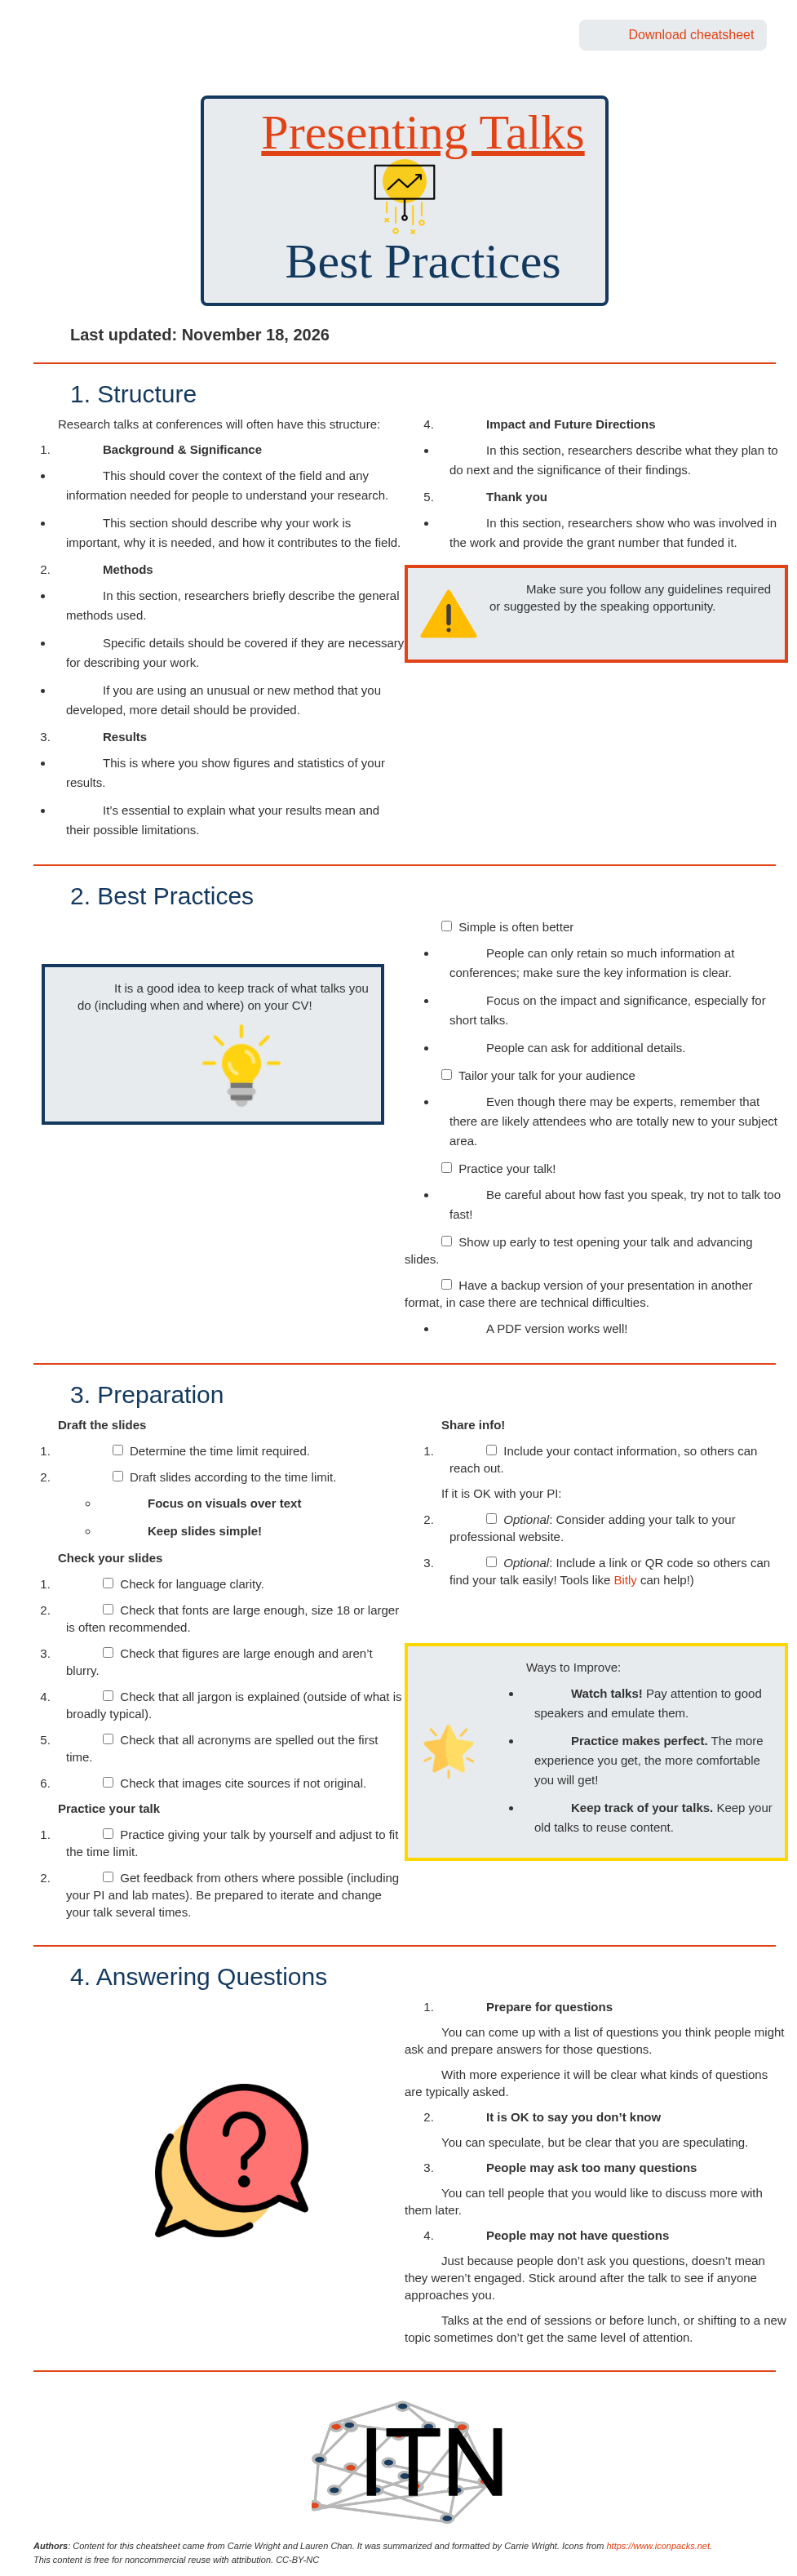 Download cheatsheet
Presenting Talks
Best Practices
Last updated: November 18, 2026
1. Structure
Research talks at conferences will often have this structure:
1. Background & Significance
• This should cover the context of the field and any
information needed for people to understand your research.
• This section should describe why your work is
important, why it is needed, and how it contributes to the field.
2. Methods
• In this section, researchers briefly describe the general
methods used.
• Specific details should be covered if they are necessary
for describing your work.
• If you are using an unusual or new method that you
developed, more detail should be provided.
3. Results
• This is where you show figures and statistics of your
results.
• It’s essential to explain what your results mean and
their possible limitations.
4. Impact and Future Directions
• In this section, researchers describe what they plan to
do next and the significance of their findings.
5. Thank you
• In this section, researchers show who was involved in
the work and provide the grant number that funded it.
Make sure you follow any guidelines required
or suggested by the speaking opportunity.
2. Best Practices
It is a good idea to keep track of what talks you
do (including when and where) on your CV!
Simple is often better
• People can only retain so much information at
conferences; make sure the key information is clear.
• Focus on the impact and significance, especially for
short talks.
• People can ask for additional details.
Tailor your talk for your audience
• Even though there may be experts, remember that
there are likely attendees who are totally new to your subject
area.
Practice your talk!
• Be careful about how fast you speak, try not to talk too
fast!
Show up early to test opening your talk and advancing
slides.
Have a backup version of your presentation in another
format, in case there are technical difficulties.
• A PDF version works well!
3. Preparation
Draft the slides
1. Determine the time limit required.
2. Draft slides according to the time limit.
◦ Focus on visuals over text
◦ Keep slides simple!
Check your slides
1. Check for language clarity.
2. Check that fonts are large enough, size 18 or larger
is often recommended.
3. Check that figures are large enough and aren’t
blurry.
4. Check that all jargon is explained (outside of what is
broadly typical).
5. Check that all acronyms are spelled out the first
time.
6. Check that images cite sources if not original.
Practice your talk
1. Practice giving your talk by yourself and adjust to fit
the time limit.
2. Get feedback from others where possible (including
your PI and lab mates). Be prepared to iterate and change
your talk several times.
Share info!
1. Include your contact information, so others can
reach out.
If it is OK with your PI:
2. Optional: Consider adding your talk to your
professional website.
3. Optional: Include a link or QR code so others can
find your talk easily! Tools like Bitly can help!)
Ways to Improve:
• Watch talks! Pay attention to good
speakers and emulate them.
• Practice makes perfect. The more
experience you get, the more comfortable
you will get!
• Keep track of your talks. Keep your
old talks to reuse content.
4. Answering Questions
1. Prepare for questions
You can come up with a list of questions you think people might
ask and prepare answers for those questions.
With more experience it will be clear what kinds of questions
are typically asked.
2. It is OK to say you don’t know
You can speculate, but be clear that you are speculating.
3. People may ask too many questions
You can tell people that you would like to discuss more with
them later.
4. People may not have questions
Just because people don’t ask you questions, doesn’t mean
they weren’t engaged. Stick around after the talk to see if anyone
approaches you.
Talks at the end of sessions or before lunch, or shifting to a new
topic sometimes don’t get the same level of attention.
ITN
Authors: Content for this cheatsheet came from Carrie Wright and Lauren Chan. It was summarized and formatted by Carrie Wright. Icons from https://www.iconpacks.net.
This content is free for noncommercial reuse with attribution. CC-BY-NC